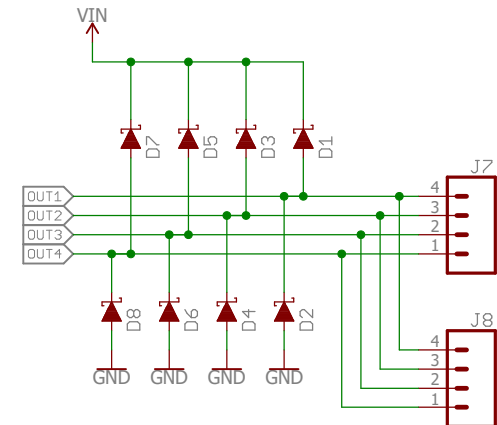 VIN
D7 D5 D3 D1
J7
OUT1 4
OUT2 3
OUT3 2
OUT4 1
D8 D6 D4 D2
J8
4
3
2
1
GND GND GND GND